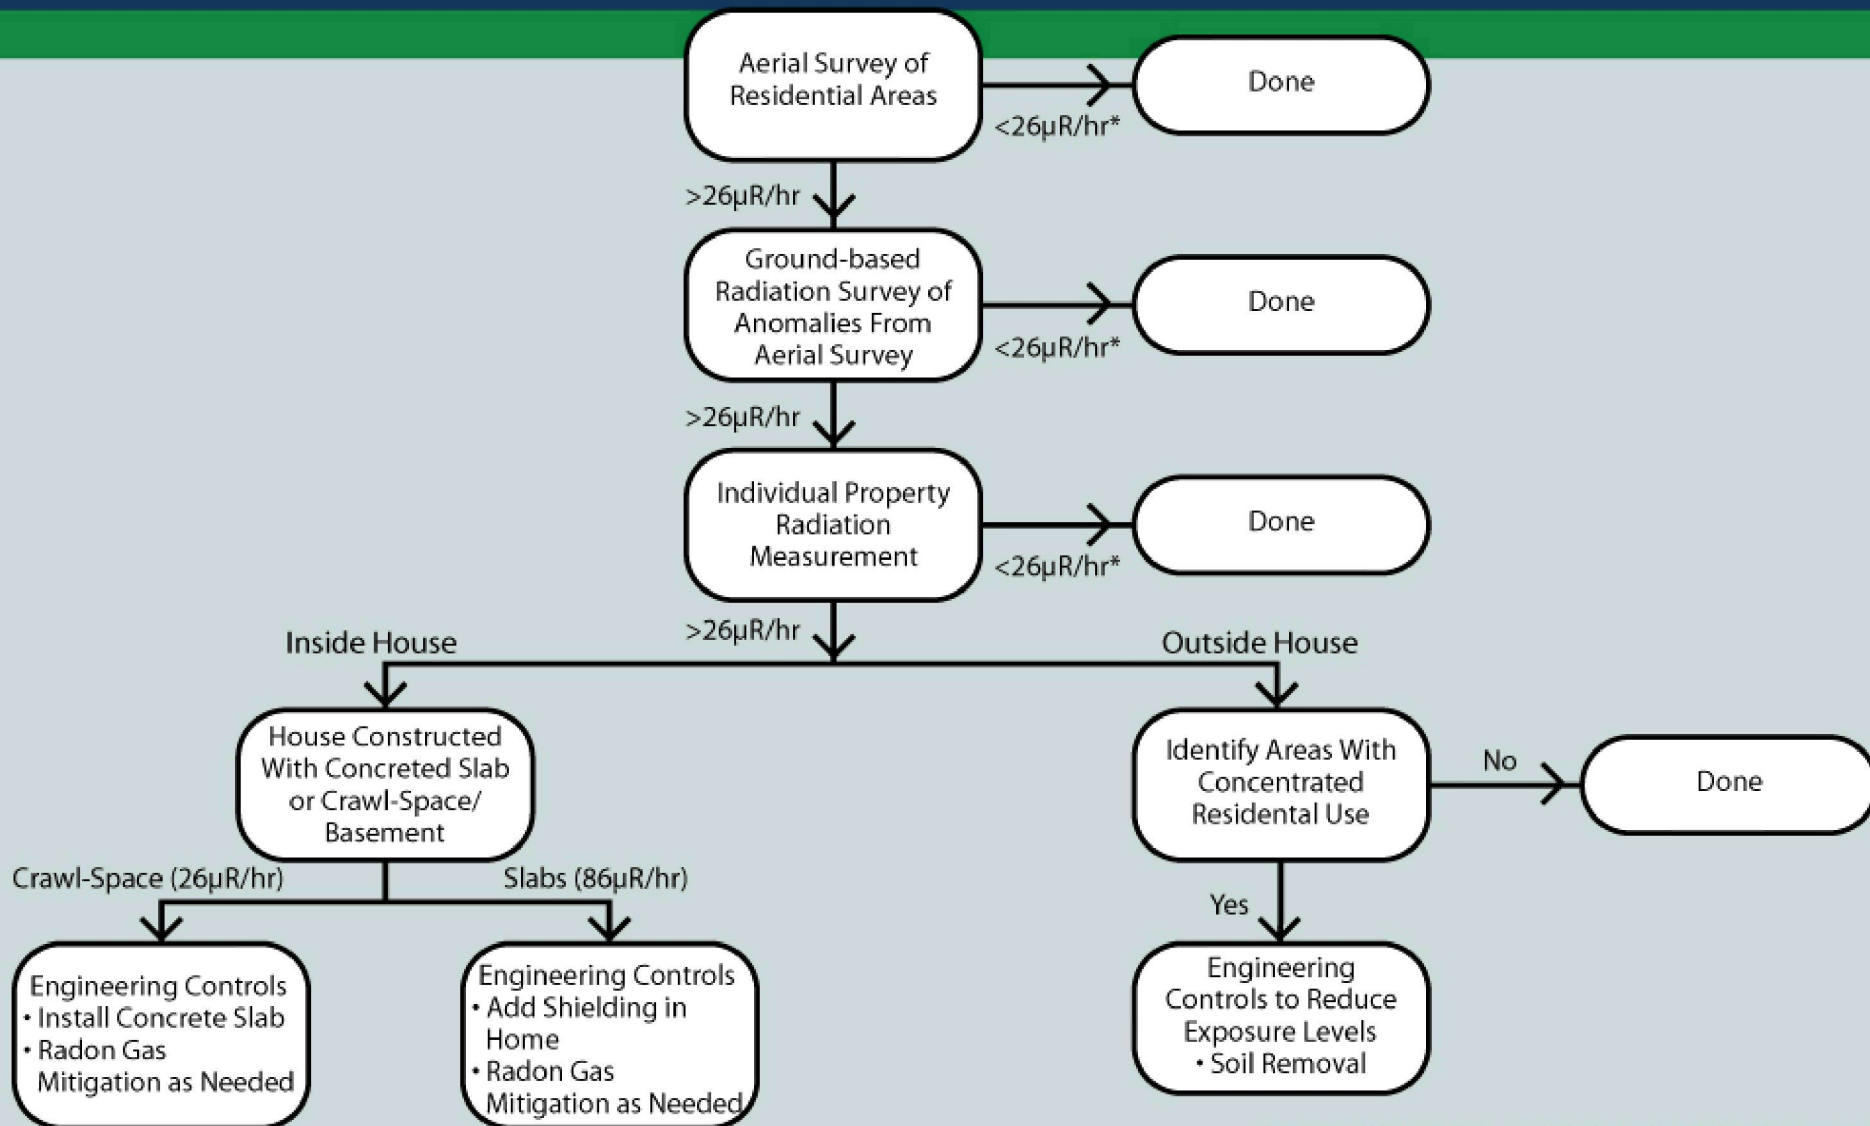 Aerial Survey of
Residential Areas
Done
<26µR/hr*
>26µR/hr
Ground-based
Radiation Survey of
Anomalies From
Aerial Survey
Done
<26µR/hr*
>26µR/hr
Individual Property
Radiation
Measurement
Done
<26µR/hr*
>26µR/hr
Inside House
Outside House
House Constructed
With Concreted Slab
or Crawl-Space/
Basement
Identify Areas With
Concentrated
Residental Use
No
Done
Crawl-Space (26µR/hr)
Slabs (86µR/hr)
Yes
Engineering Controls
• Install Concrete Slab
• Radon Gas
Mitigation as Needed
Engineering Controls
• Add Shielding in
Home
• Radon Gas
Mitigation as Needed
Engineering
Controls to Reduce
Exposure Levels
• Soil Removal